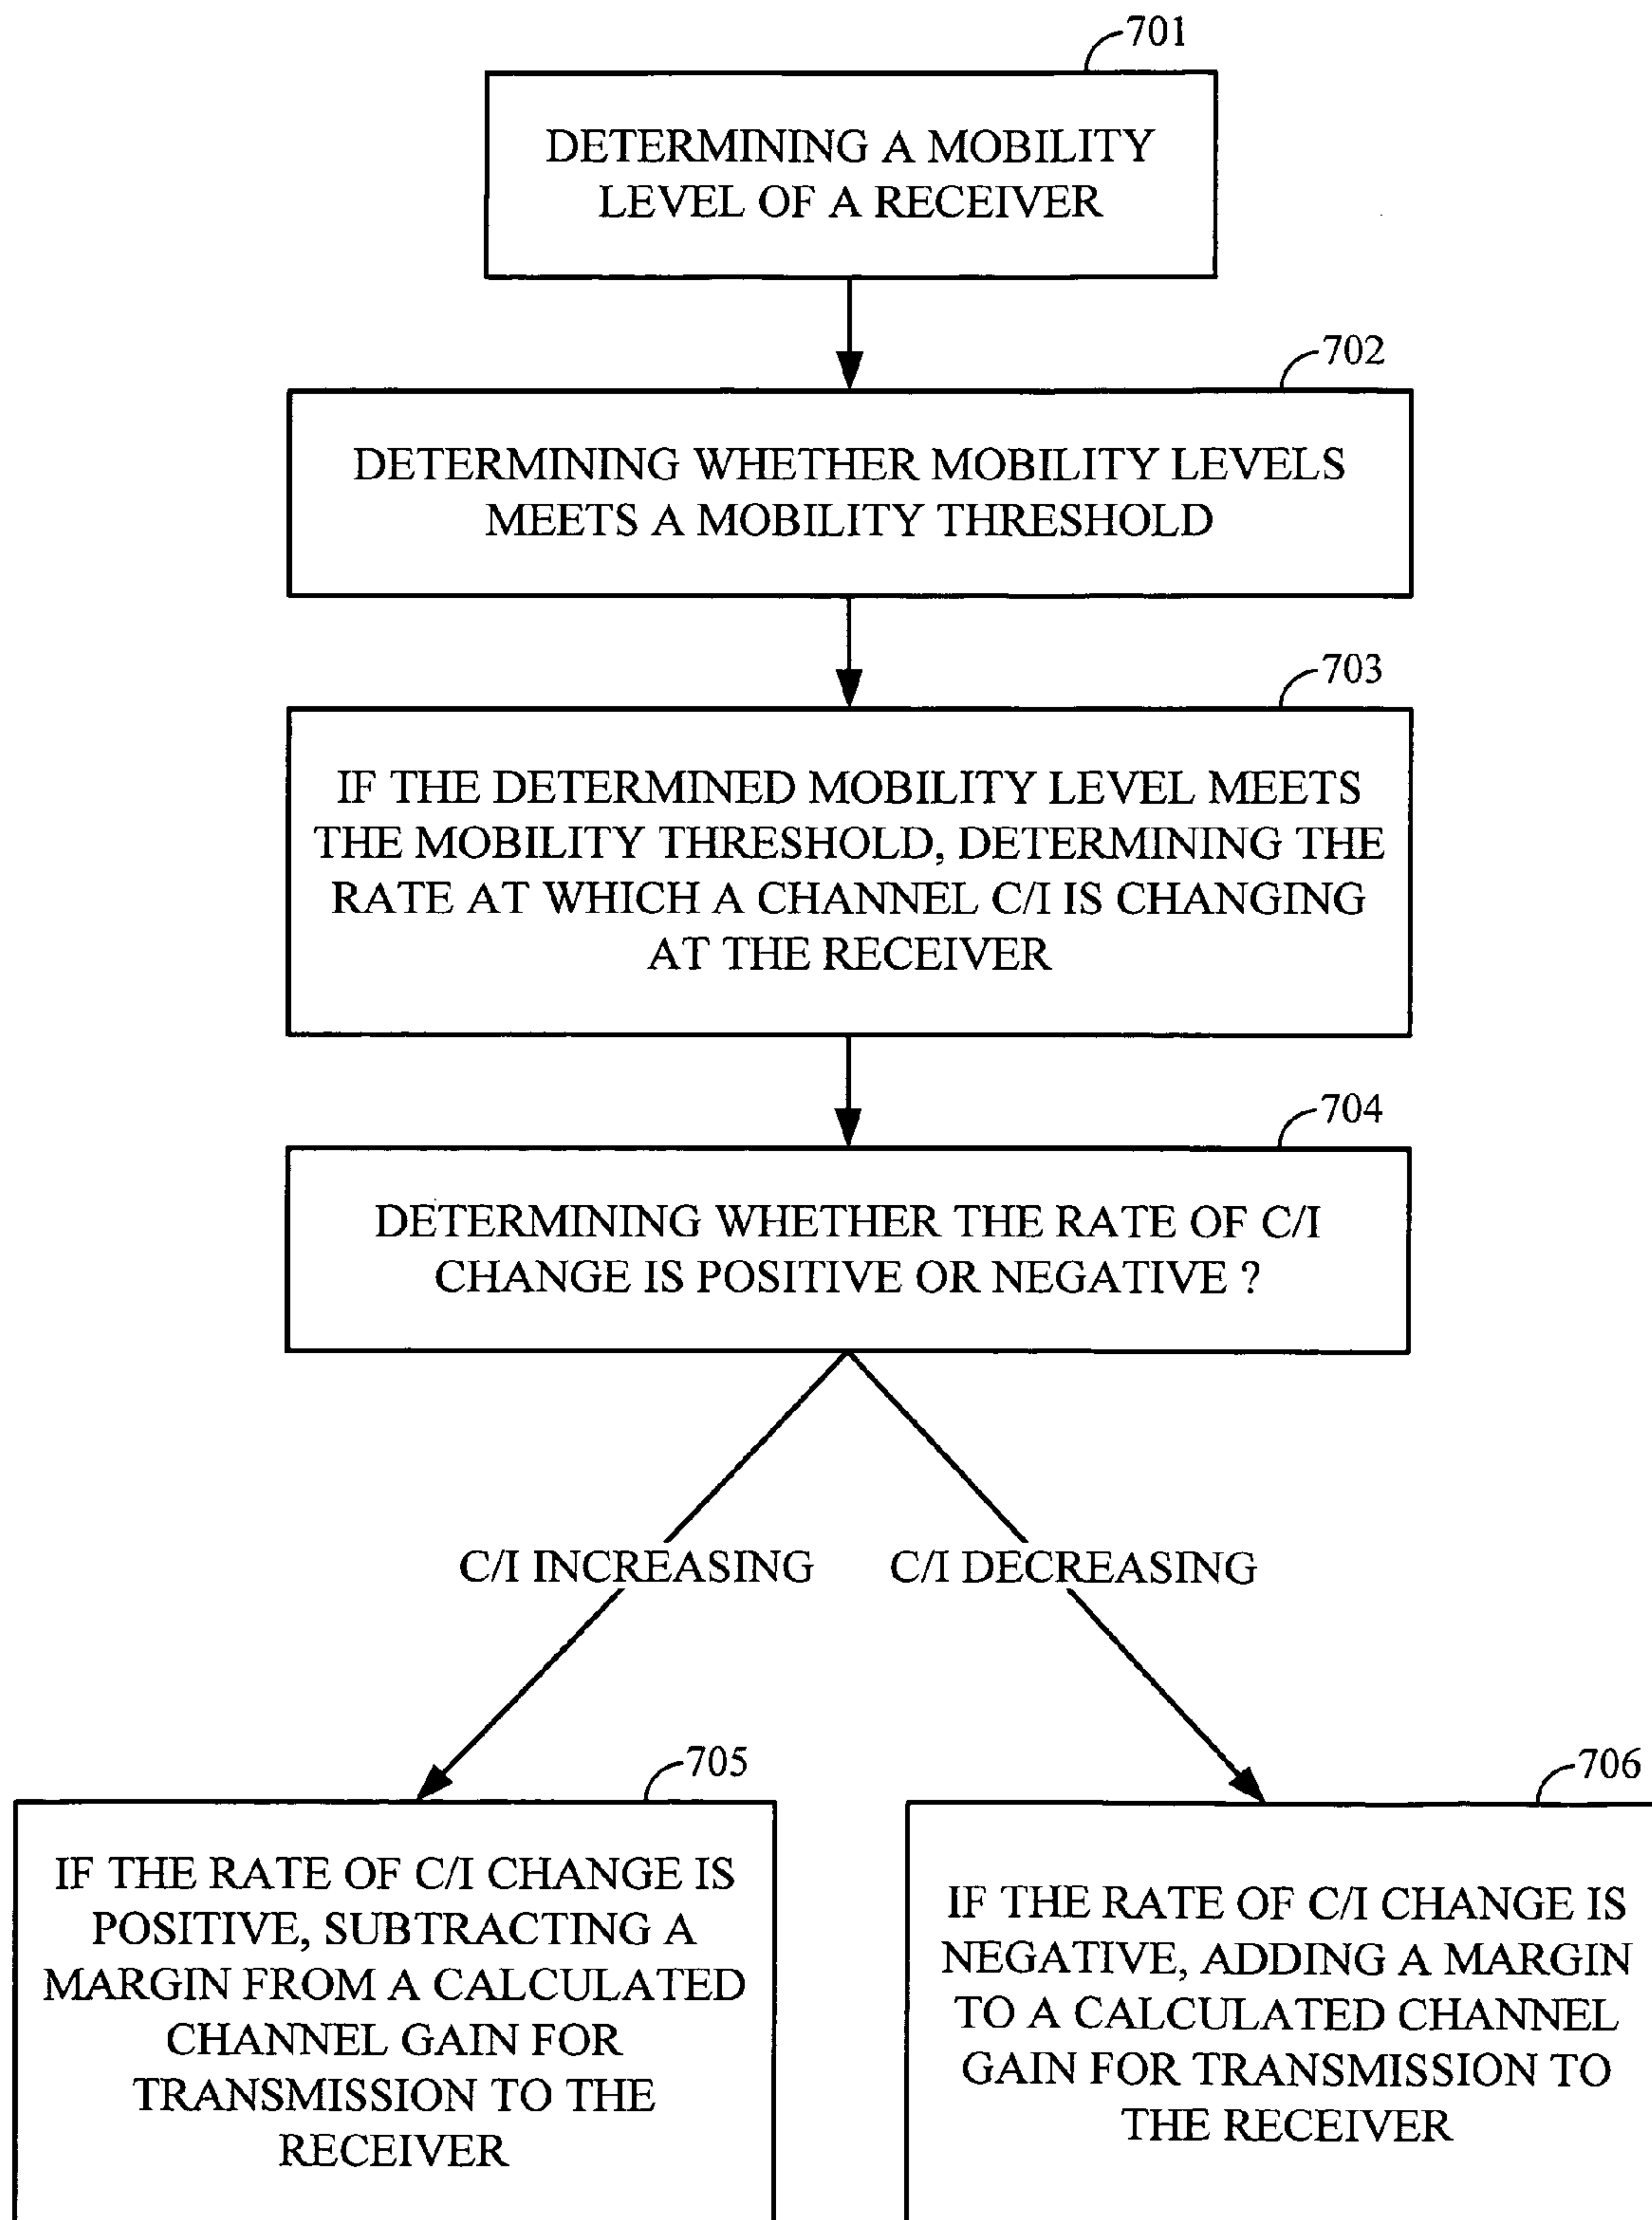 701
DETERMINING A MOBILITY
LEVEL OF A RECEIVER
702
DETERMINING WHETHER MOBILITY LEVELS
MEETS A MOBILITY THRESHOLD
703
IF THE DETERMINED MOBILITY LEVEL MEETS
THE MOBILITY THRESHOLD, DETERMINING THE
RATE AT WHICH A CHANNEL C/I IS CHANGING
AT THE RECEIVER
704
DETERMINING WHETHER THE RATE OF C/I
CHANGE IS POSITIVE OR NEGATIVE ?
C/I INCREASING
C/I DECREASING
705
IF THE RATE OF C/I CHANGE IS
POSITIVE, SUBTRACTING A
MARGIN FROM A CALCULATED
CHANNEL GAIN FOR
TRANSMISSION TO THE
RECEIVER
706
IF THE RATE OF C/I CHANGE IS
NEGATIVE, ADDING A MARGIN
TO A CALCULATED CHANNEL
GAIN FOR TRANSMISSION TO
THE RECEIVER